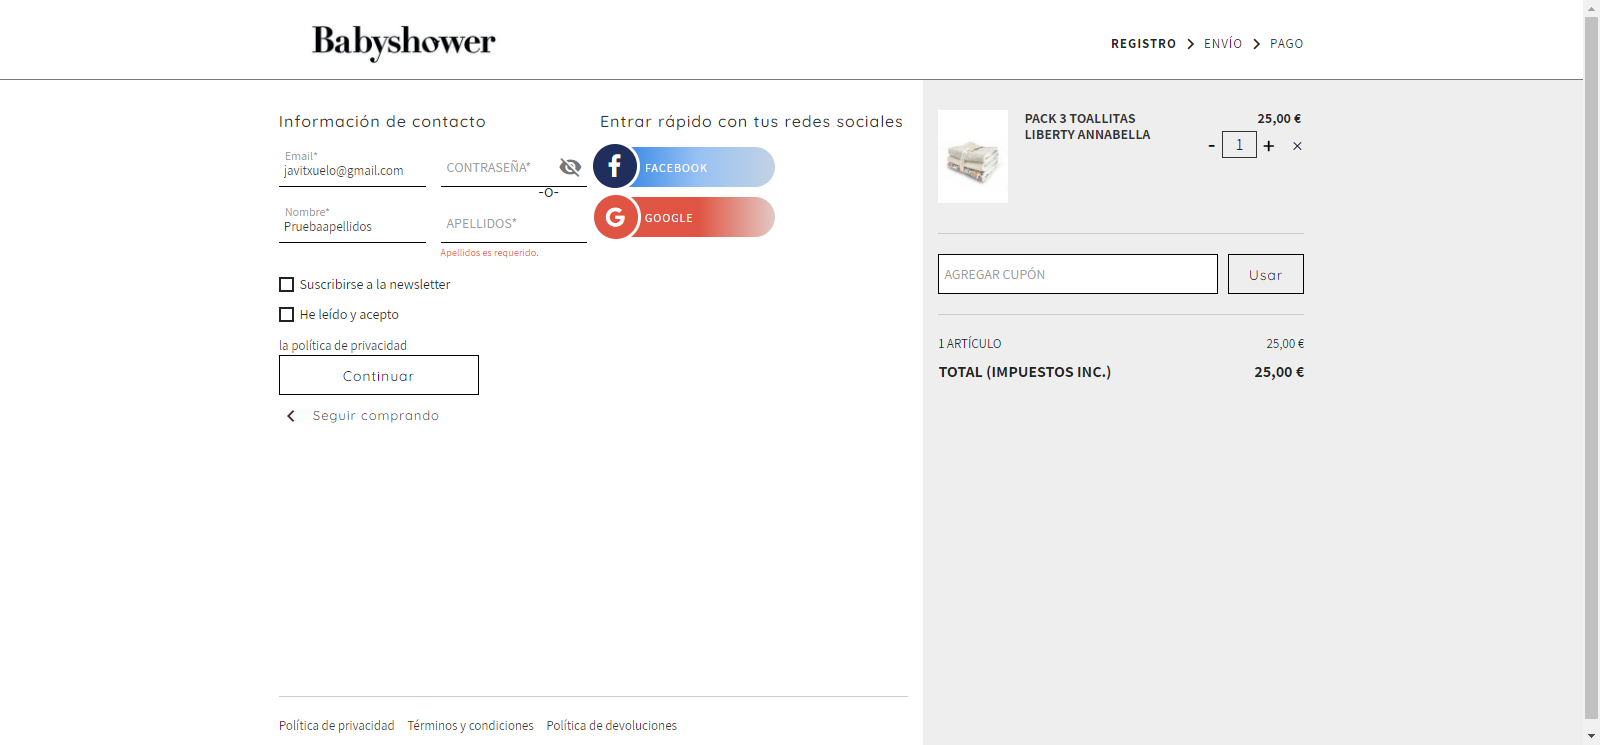 Babyshower
REGISTRO > ENVÍO > PAGO
Información de contacto
Email*
javitxuelo@gmail.com
CONTRASEÑA*
-O-
Nombre*
Pruebaapellidos
APELLIDOS*
Apellidos es requerido.
Suscribirse a la newsletter
He leído y acepto
la política de privacidad
Continuar
Seguir comprando
Entrar rápido con tus redes sociales
f FACEBOOK
G GOOGLE
PACK 3 TOALLITAS
LIBERTY ANNABELLA
25,00 €
- 1 + ×
AGREGAR CUPÓN
Usar
1 ARTÍCULO 25,00 €
TOTAL (IMPUESTOS INC.) 25,00 €
Política de privacidad Términos y condiciones Política de devoluciones